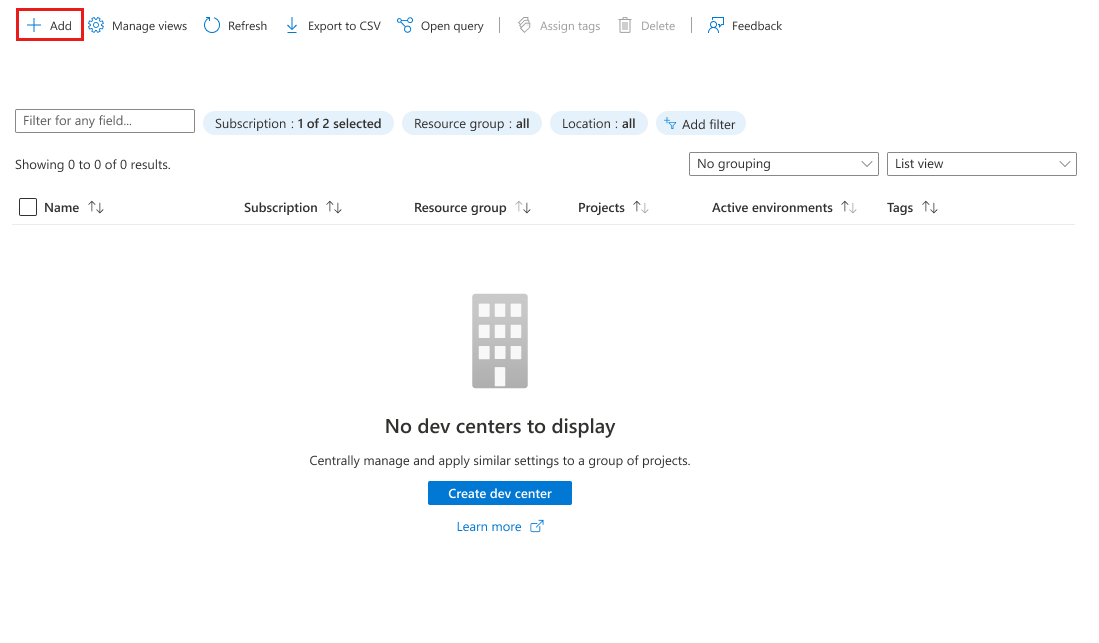 Add Manage views Refresh Export to CSV Open query Assign tags Delete Feedback
Filter for any field... Subscription : 1 of 2 selected Resource group : all Location : all Add filter
Showing 0 to 0 of 0 results. No grouping List view
Name Subscription Resource group Projects Active environments Tags
No dev centers to display
Centrally manage and apply similar settings to a group of projects.
Create dev center
Learn more